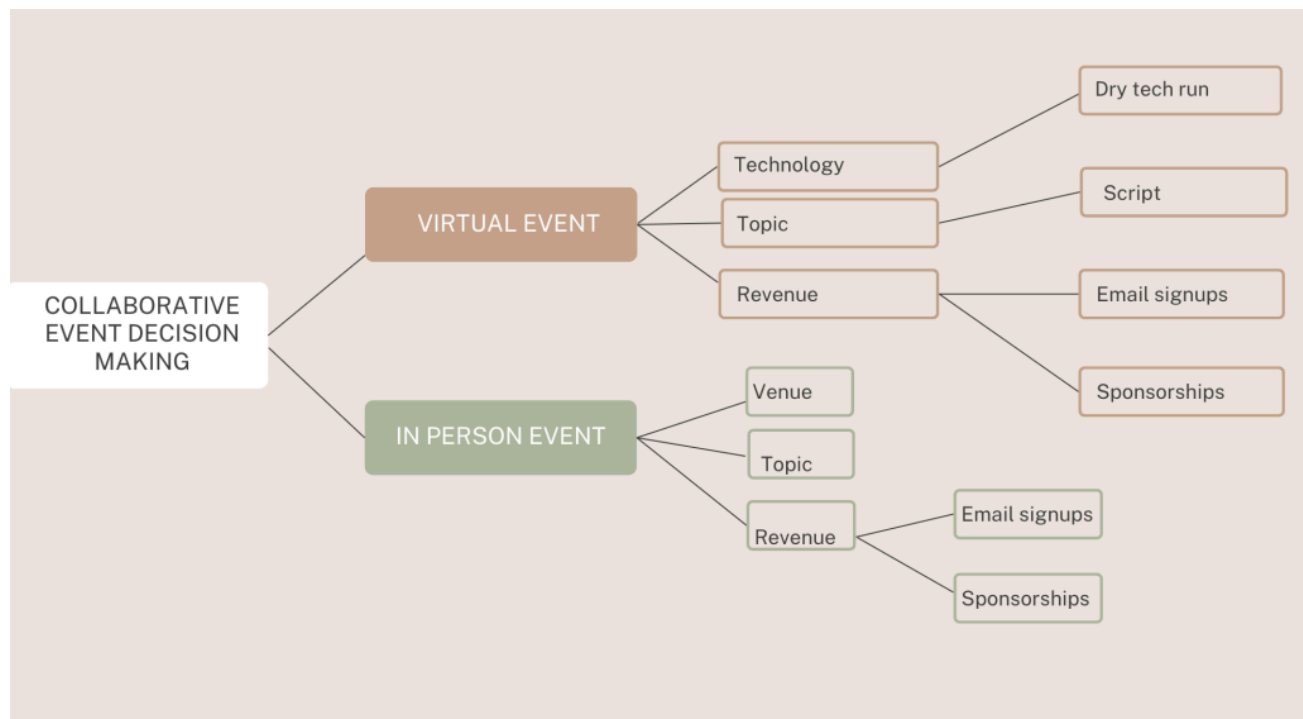 COLLABORATIVE
EVENT DECISION
MAKING
VIRTUAL EVENT
Technology
Dry tech run
Topic
Script
Revenue
Email signups
Sponsorships
IN PERSON EVENT
Venue
Topic
Revenue
Email signups
Sponsorships